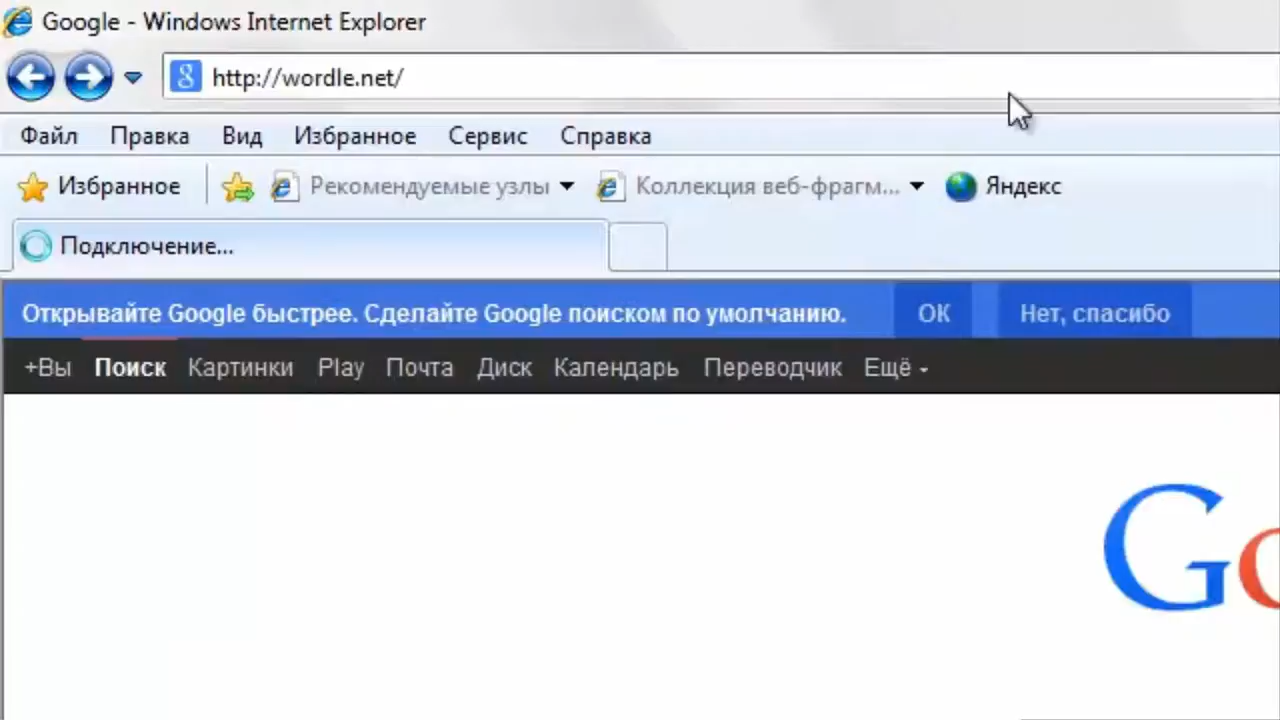 Google - Windows Internet Explorer
http://wordle.net/
Файл Правка Вид Избранное Сервис Справка
Избранное Рекомендуемые узлы Коллекция веб-фрагм... Яндекс
Подключение...
Открывайте Google быстрее. Сделайте Google поиском по умолчанию. ОК Нет, спасибо
+Вы Поиск Картинки Play Почта Диск Календарь Переводчик Ещё
Go